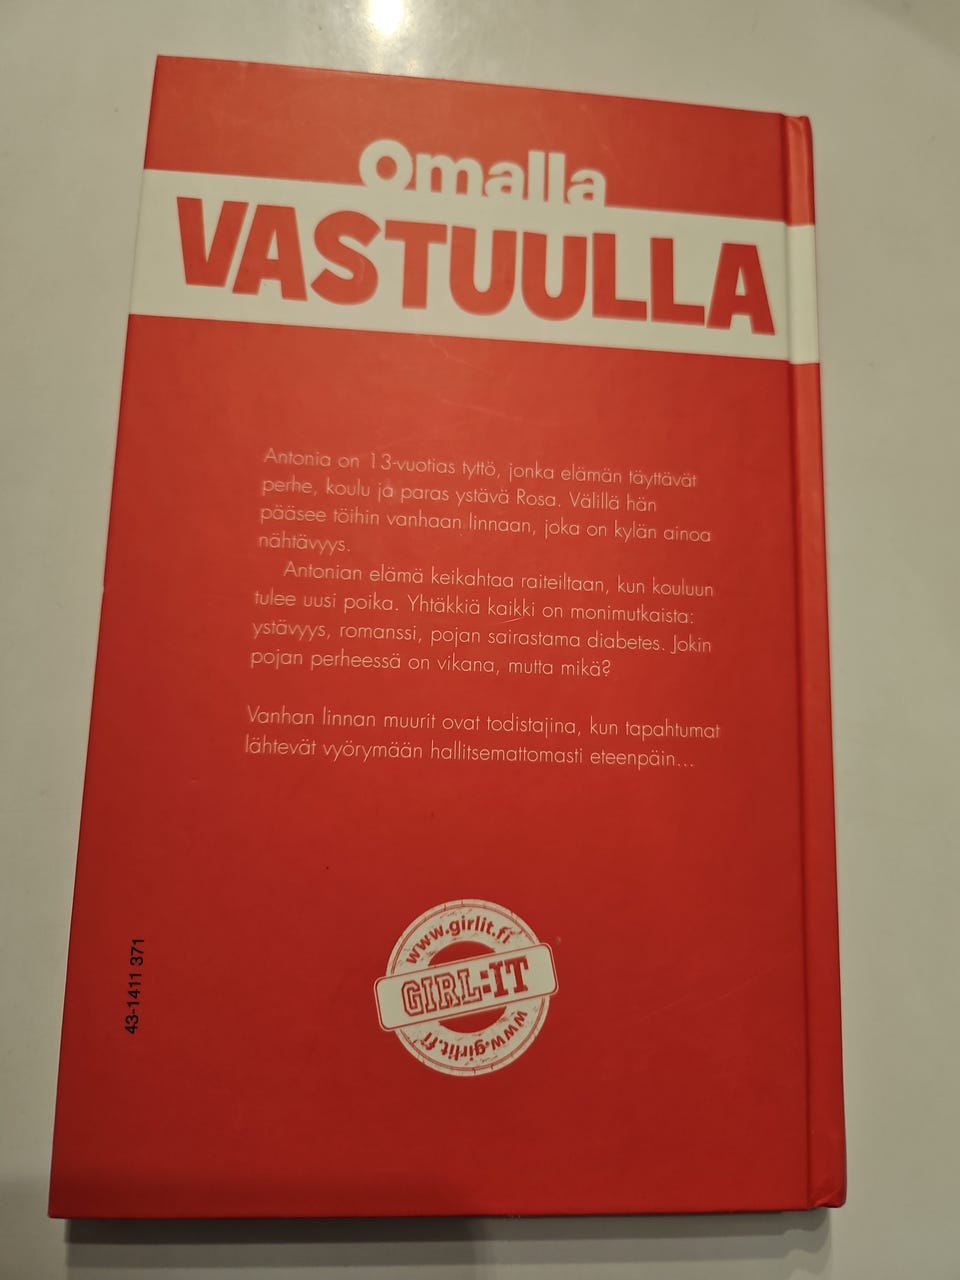 Omalla
VASTUULLA
Antonia on 13-vuotias tyttö, jonka elämän täyttävät
perhe, koulu ja paras ystävä Rosa. Välillä hän
pääsee töihin vanhaan linnaan, joka on kylän ainoa
nähtävyys.
Antonian elämä keikahtaa raiteiltaan, kun kouluun
tulee uusi poika. Yhtäkkiä kaikki on monimutkaista:
ystävyys, romanssi, pojan sairastama diabetes. Jokin
pojan perheessä on vikana, mutta mikä?
Vanhan linnan muurit ovat todistajina, kun tapahtumat
lähtevät vyörymään hallitsemattomasti eteenpäin...
www.girlit.fi
GIRL:IT
www.girlit.fi
43-1411 371